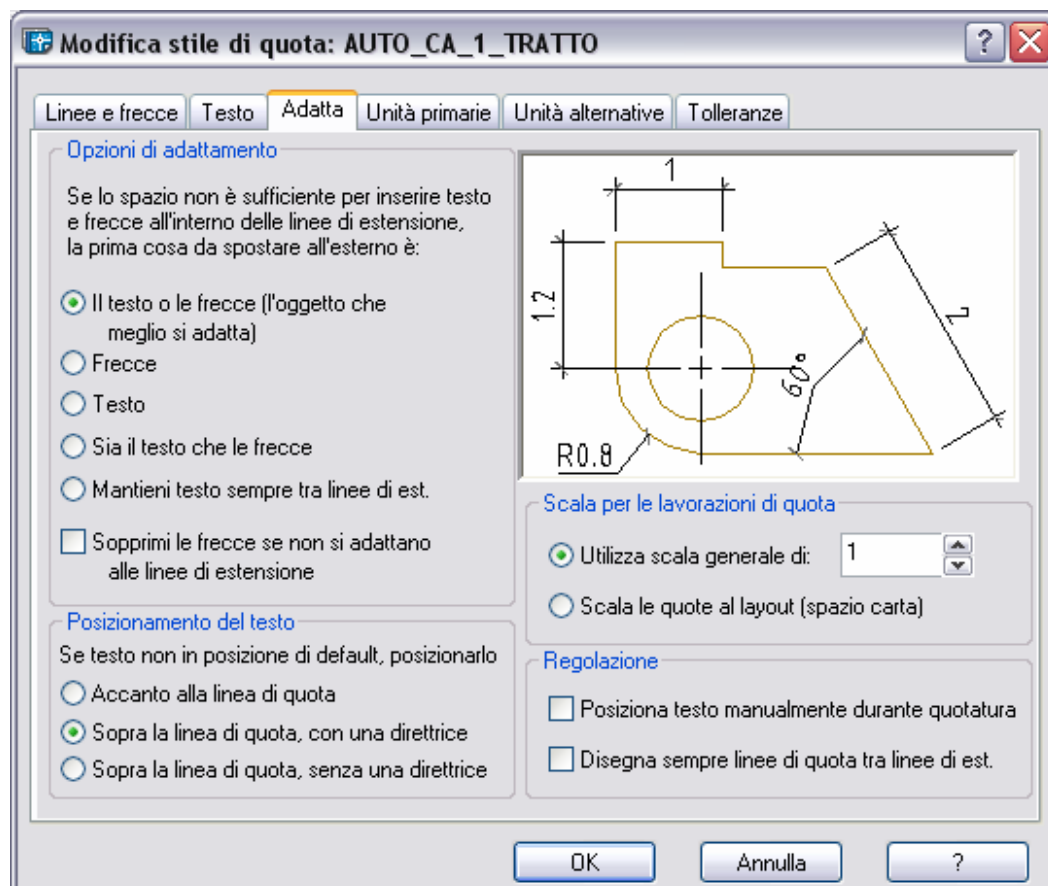 Modifica stile di quota: AUTO_CA_1_TRATTO
?
Linee e frecce
Testo
Adatta
Unità primarie
Unità alternative
Tolleranze
Opzioni di adattamento
Se lo spazio non è sufficiente per inserire testo
e frecce all'interno delle linee di estensione,
la prima cosa da spostare all'esterno è:
Il testo o le frecce (l'oggetto che
meglio si adatta)
Frecce
Testo
Sia il testo che le frecce
Mantieni testo sempre tra linee di est.
Sopprimi le frecce se non si adattano
alle linee di estensione
Posizionamento del testo
Se testo non in posizione di default, posizionarlo
Accanto alla linea di quota
Sopra la linea di quota, con una direttrice
Sopra la linea di quota, senza una direttrice
1
1.2
2
60°
R0.8
Scala per le lavorazioni di quota
Utilizza scala generale di:
1
Scala le quote al layout (spazio carta)
Regolazione
Posiziona testo manualmente durante quotatura
Disegna sempre linee di quota tra linee di est.
OK
Annulla
?